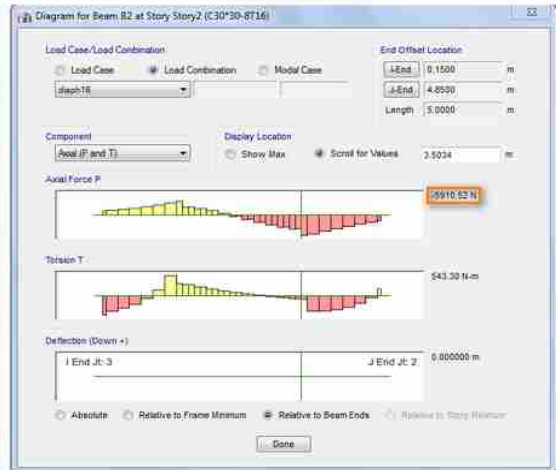 Diagram for Beam B2 at Story Story2 (C30*30-8T16)
Load Case/Load Combination
End Offset Location
Load Case Load Combination Modal Case
I-End 0.1500 m
diaph16
J-End 4.8500 m
Length 5.0000 m
Component
Display Location
Axial (P and T)
Show Max Scroll for Values 3.5034 m
Axial Force P
-5910.52 N
Torsion T
543.30 N-m
Deflection (Down +)
I End Jt: 3 J End Jt: 2
0.000000 m
Absolute Relative to Frame Minimum Relative to Beam Ends Relative to Story Minimum
Done